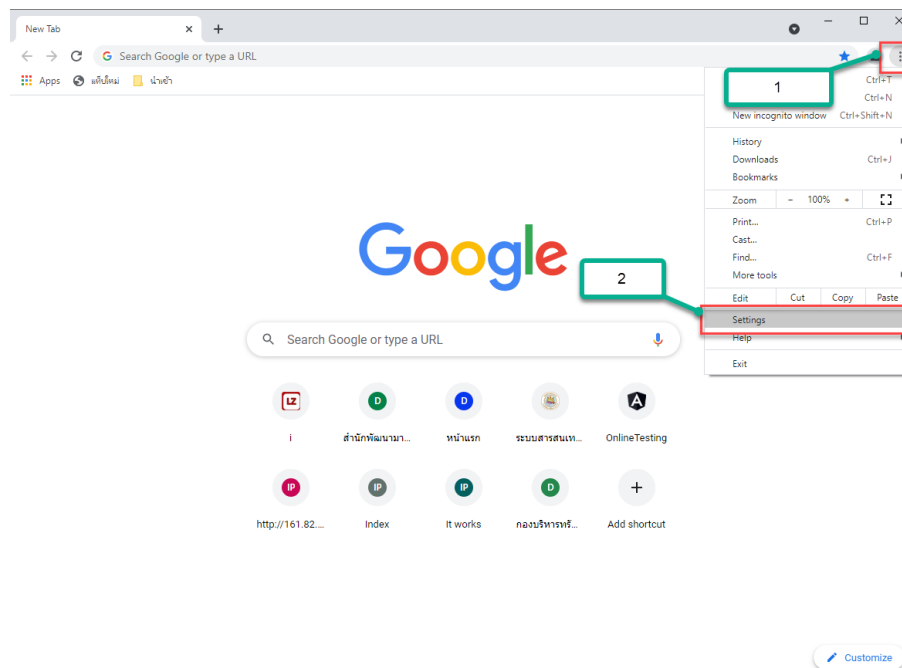 New Tab
Search Google or type a URL
Apps
แท็บใหม่
นำเข้า
1
Ctrl+T
Ctrl+N
New incognito window Ctrl+Shift+N
History
Downloads Ctrl+J
Bookmarks
Zoom - 100% +
Print... Ctrl+P
Cast...
Find... Ctrl+F
More tools
Edit Cut Copy Paste
Settings
Help
Exit
Google
2
Search Google or type a URL
LZ
D
D
i
สำนักพัฒนามา...
หน้าแรก
ระบบสารสนเท...
OnlineTesting
IP
IP
IP
D
http://161.82....
Index
It works
กองบริหารทรั...
Add shortcut
Customize